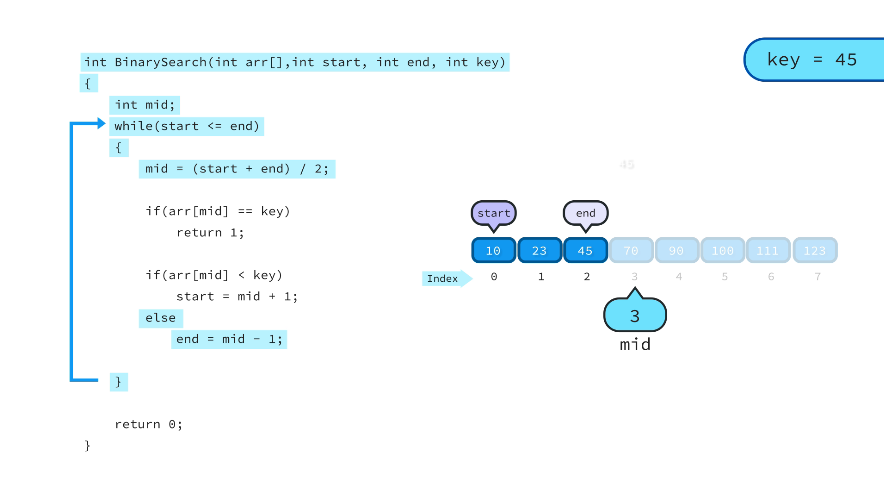 int BinarySearch(int arr[],int start, int end, int key)
{
int mid;
while(start <= end)
{
mid = (start + end) / 2;
if(arr[mid] == key)
return 1;
if(arr[mid] < key)
start = mid + 1;
else
end = mid - 1;
}
return 0;
}
key = 45
45
start end
10 23 45 70 90 100 111 123
Index 0 1 2 3 4 5 6 7
3
mid